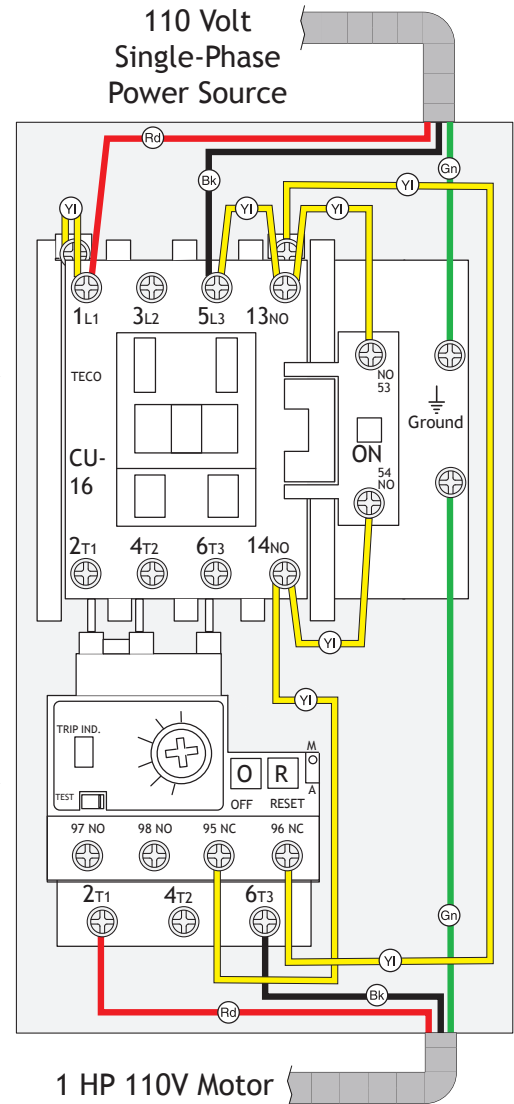 110 Volt
Single-Phase
Power Source
Rd
Gn
Bk
Yl
Yl
Yl
Yl
1L1
3L2
5L3
13NO
TECO
NO
53
Ground
CU-
16
ON
54
NO
2T1
4T2
6T3
14NO
Yl
Yl
TRIP IND.
M
O
R
A
TEST
OFF
RESET
97 NO
98 NO
95 NC
96 NC
2T1
4T2
6T3
Gn
Yl
Bk
Rd
1 HP 110V Motor